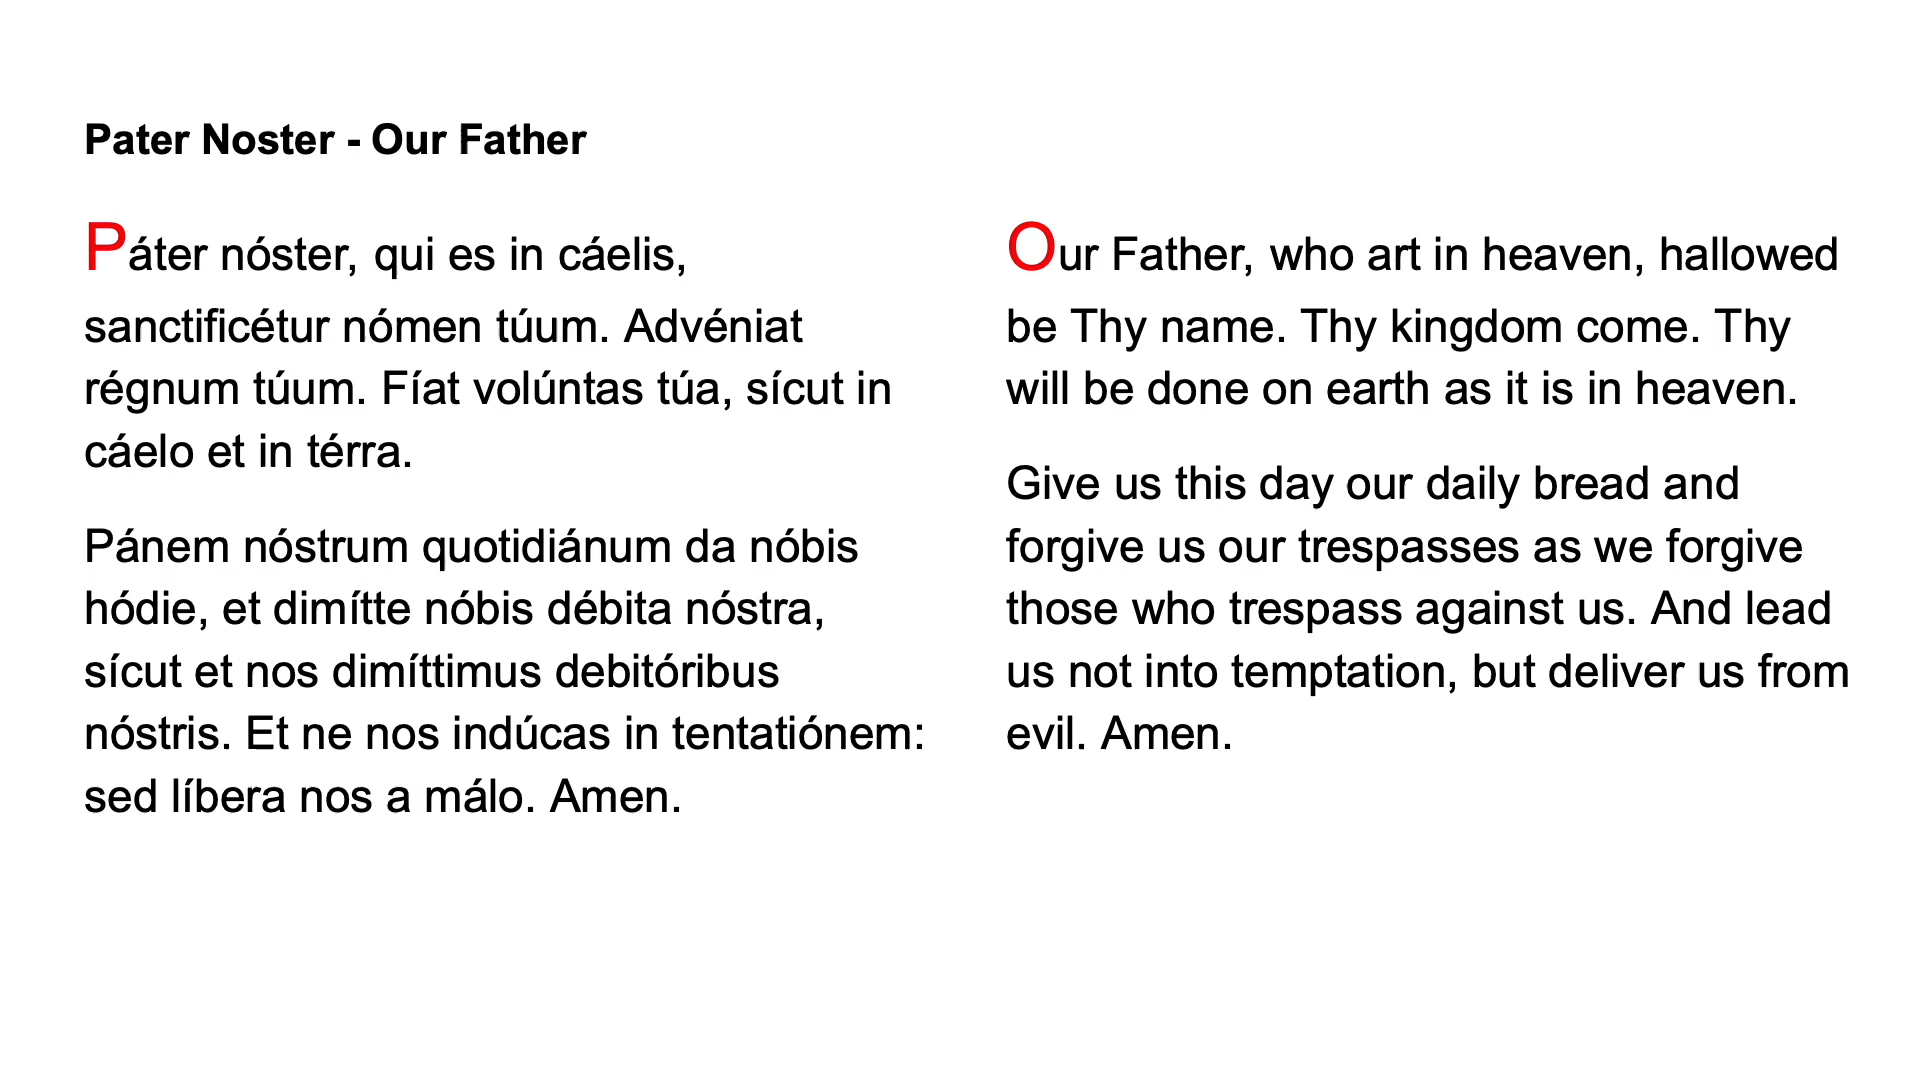 Pater Noster - Our Father
Páter nóster, qui es in cáelis,
sanctificétur nómen túum. Advéniat
régnum túum. Fíat volúntas túa, sícut in
cáelo et in térra.
Pánem nóstrum quotidiánum da nóbis
hódie, et dimítte nóbis débita nóstra,
sícut et nos dimíttimus debitóribus
nóstris. Et ne nos indúcas in tentatiónem:
sed líbera nos a málo. Amen.
Our Father, who art in heaven, hallowed
be Thy name. Thy kingdom come. Thy
will be done on earth as it is in heaven.
Give us this day our daily bread and
forgive us our trespasses as we forgive
those who trespass against us. And lead
us not into temptation, but deliver us from
evil. Amen.